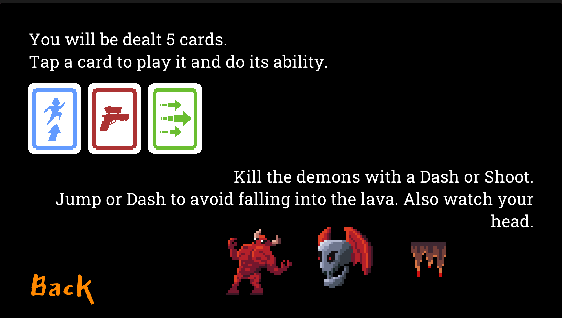 You will be dealt 5 cards.
Tap a card to play it and do its ability.
Kill the demons with a Dash or Shoot.
Jump or Dash to avoid falling into the lava. Also watch your
head.
Back